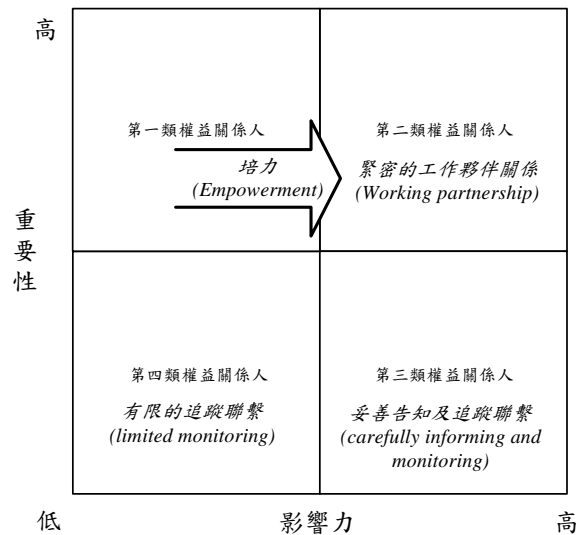 高
第一類權益關係人
培力
(Empowerment)
第二類權益關係人
緊密的工作夥伴關係
(Working partnership)
重要性
第四類權益關係人
有限的追蹤聯繫
(limited monitoring)
第三類權益關係人
妥善告知及追蹤聯繫
(carefully informing and
monitoring)
低
影響力
高